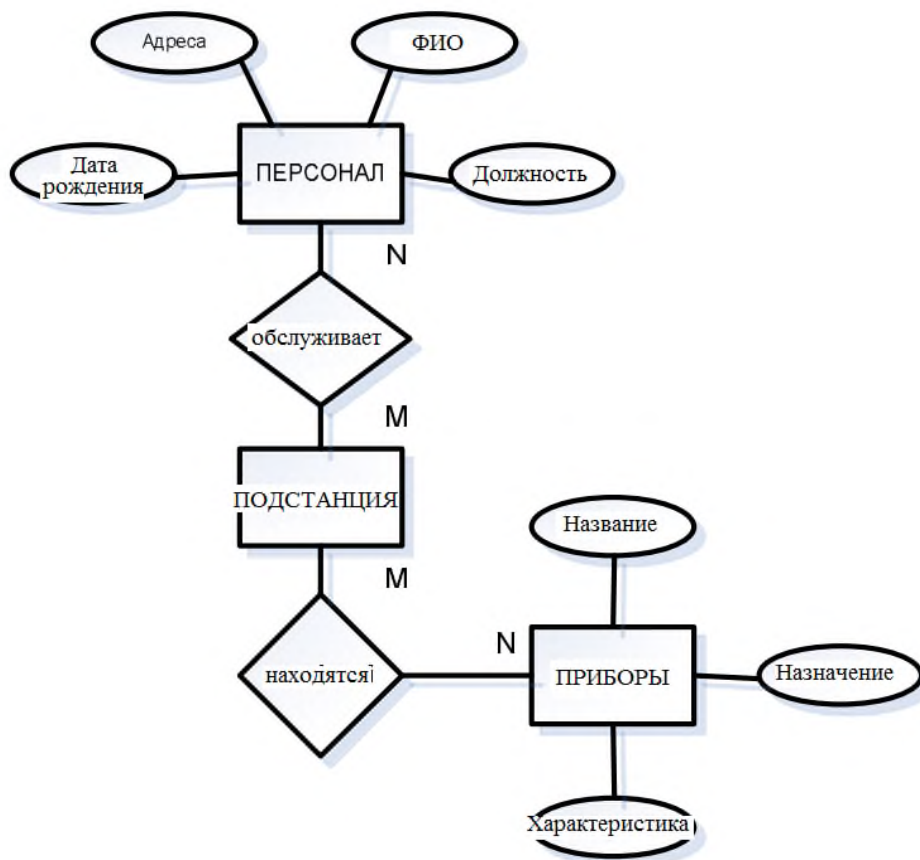 Адреса
ФИО
Дата
рождения
ПЕРСОНАЛ
Должность
N
обслуживает
M
ПОДСТАНЦИЯ
Название
M
N
находятся
ПРИБОРЫ
Назначение
Характеристика